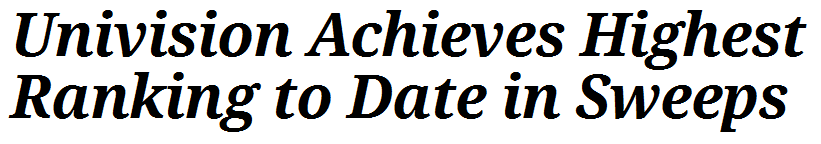 Univision Achieves Highest
Ranking to Date in Sweeps